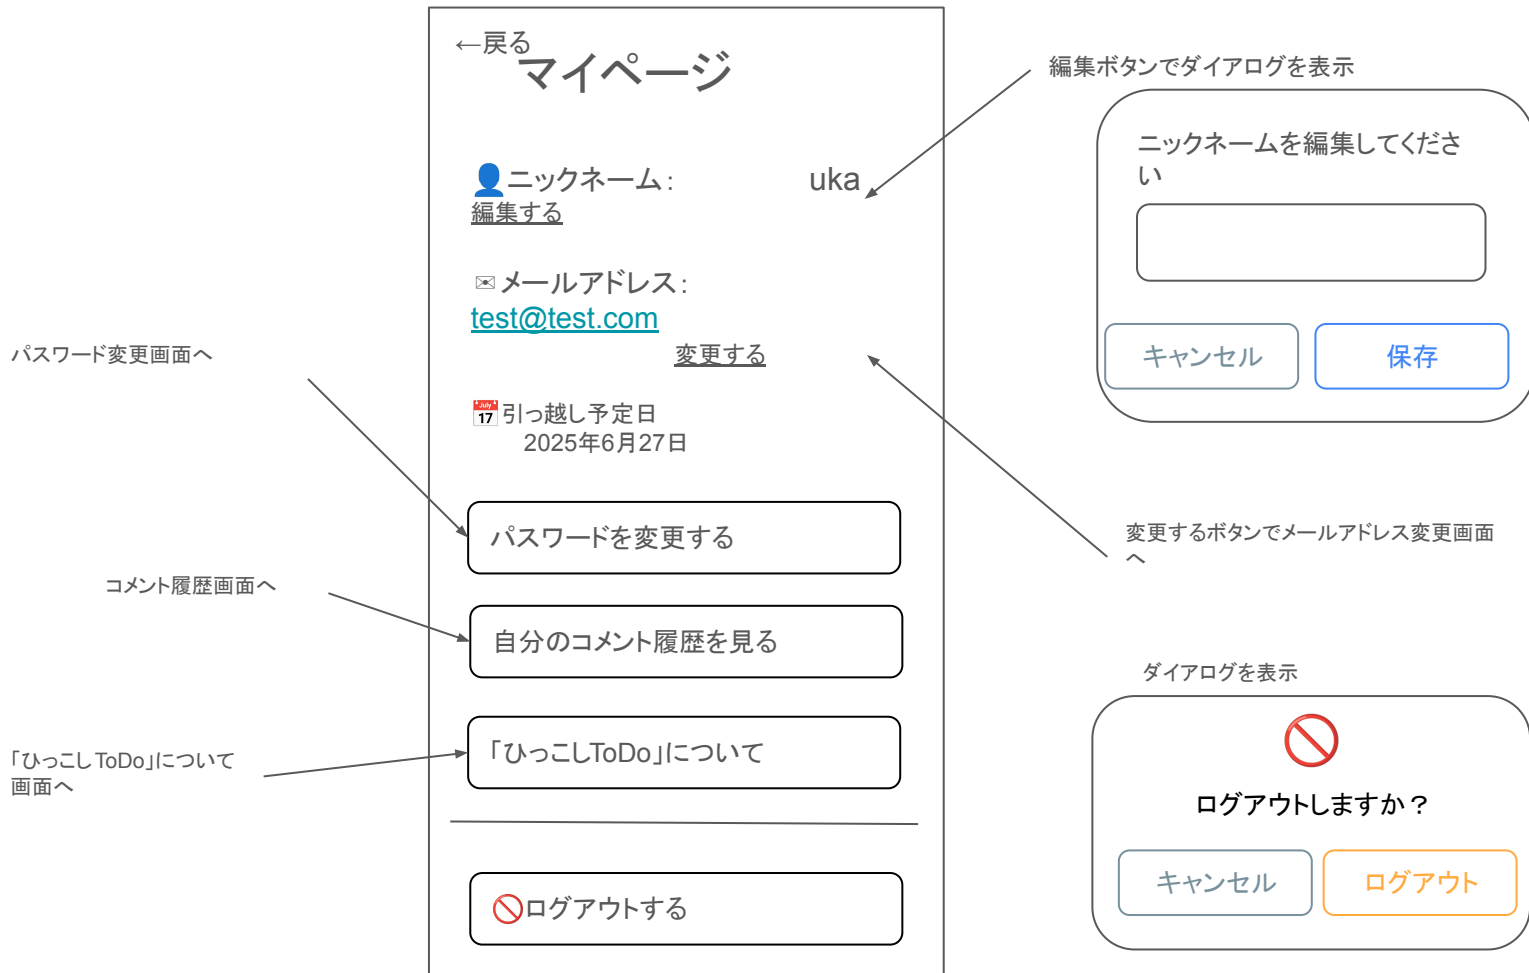 ←戻る
マイページ
編集ボタンでダイアログを表示
ニックネームを編集してくださ
い
キャンセル
保存
👤ニックネーム: uka
編集する
✉メールアドレス:
test@test.com
変更する
パスワード変更画面へ
📅引っ越し予定日
2025年6月27日
パスワードを変更する
変更するボタンでメールアドレス変更画面
へ
コメント履歴画面へ
自分のコメント履歴を見る
「ひっこしToDo」について
画面へ
「ひっこしToDo」について
ダイアログを表示
🚫
ログアウトしますか？
キャンセル
ログアウト
🚫ログアウトする